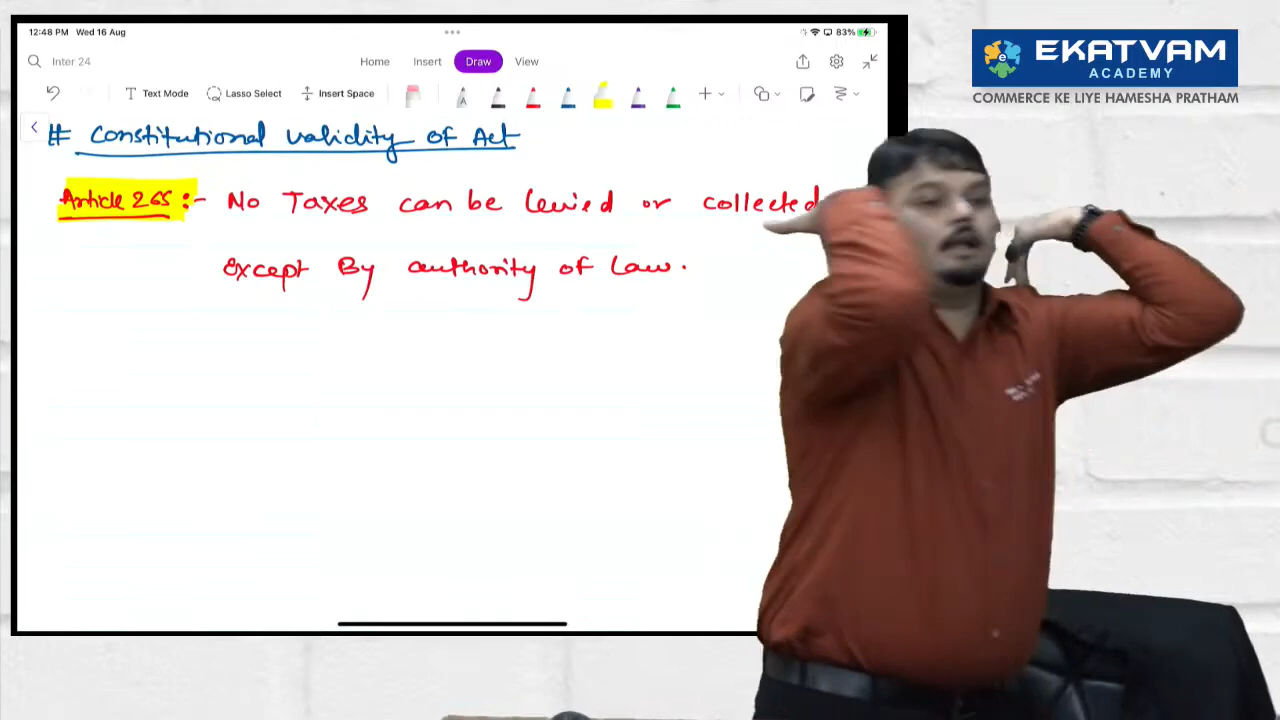 12:48 PM Wed 16 Aug
83%
Inter 24
Home Insert Draw View
Text Mode Lasso Select Insert Space
# Constitutional validity of Act
Article 265 :- No Taxes can be levied or collected
Except By authority of law.
EKATVAM
ACADEMY
COMMERCE KE LIYE HAMESHA PRATHAM